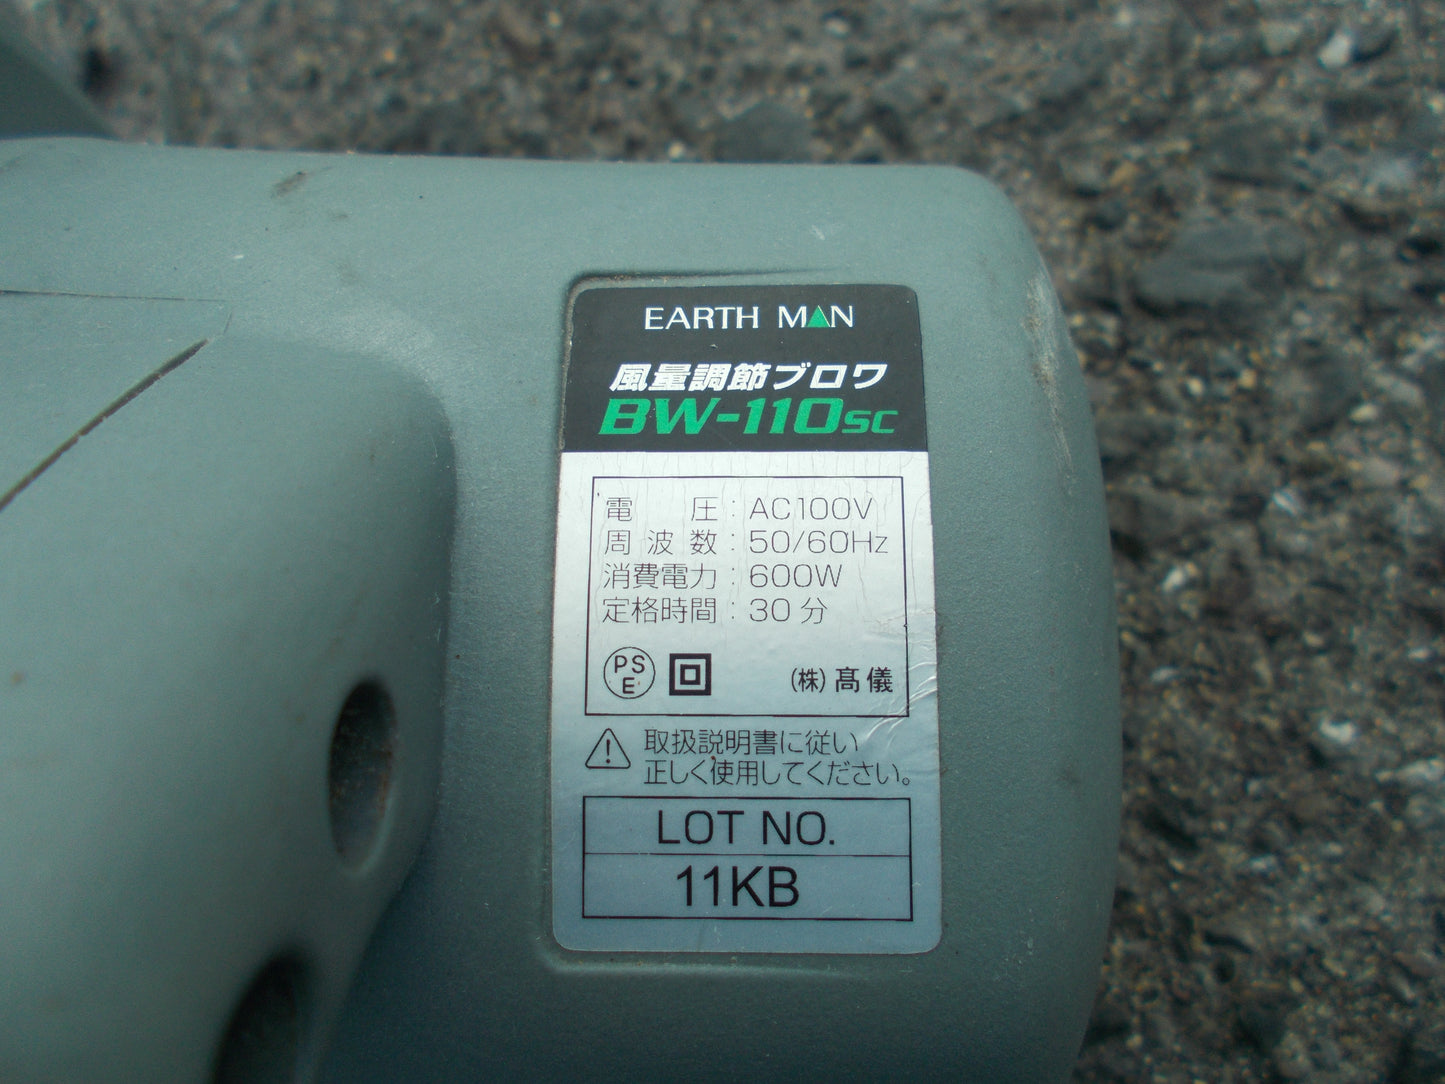 EARTH MAN
風量調節ブロワ
BW-110SC
電圧:AC100V
周波数:50/60Hz
消費電力:600W
定格時間:30分
PS
E
(株)髙儀
取扱説明書に従い
正しく使用してください。
LOT NO.
11KB